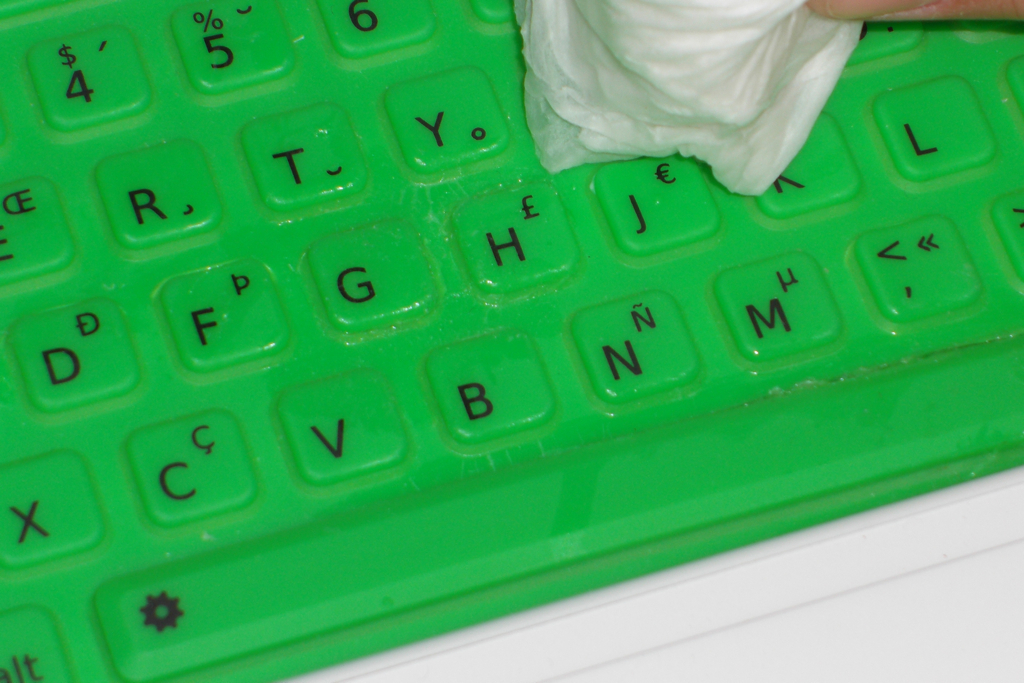 $ ´ 4 % ˘ 5 6
Œ E R ¸ T ˘ Y °
D Ð F Þ G H £ J € K L
X C Ç V B N Ñ M µ < « ,
alt